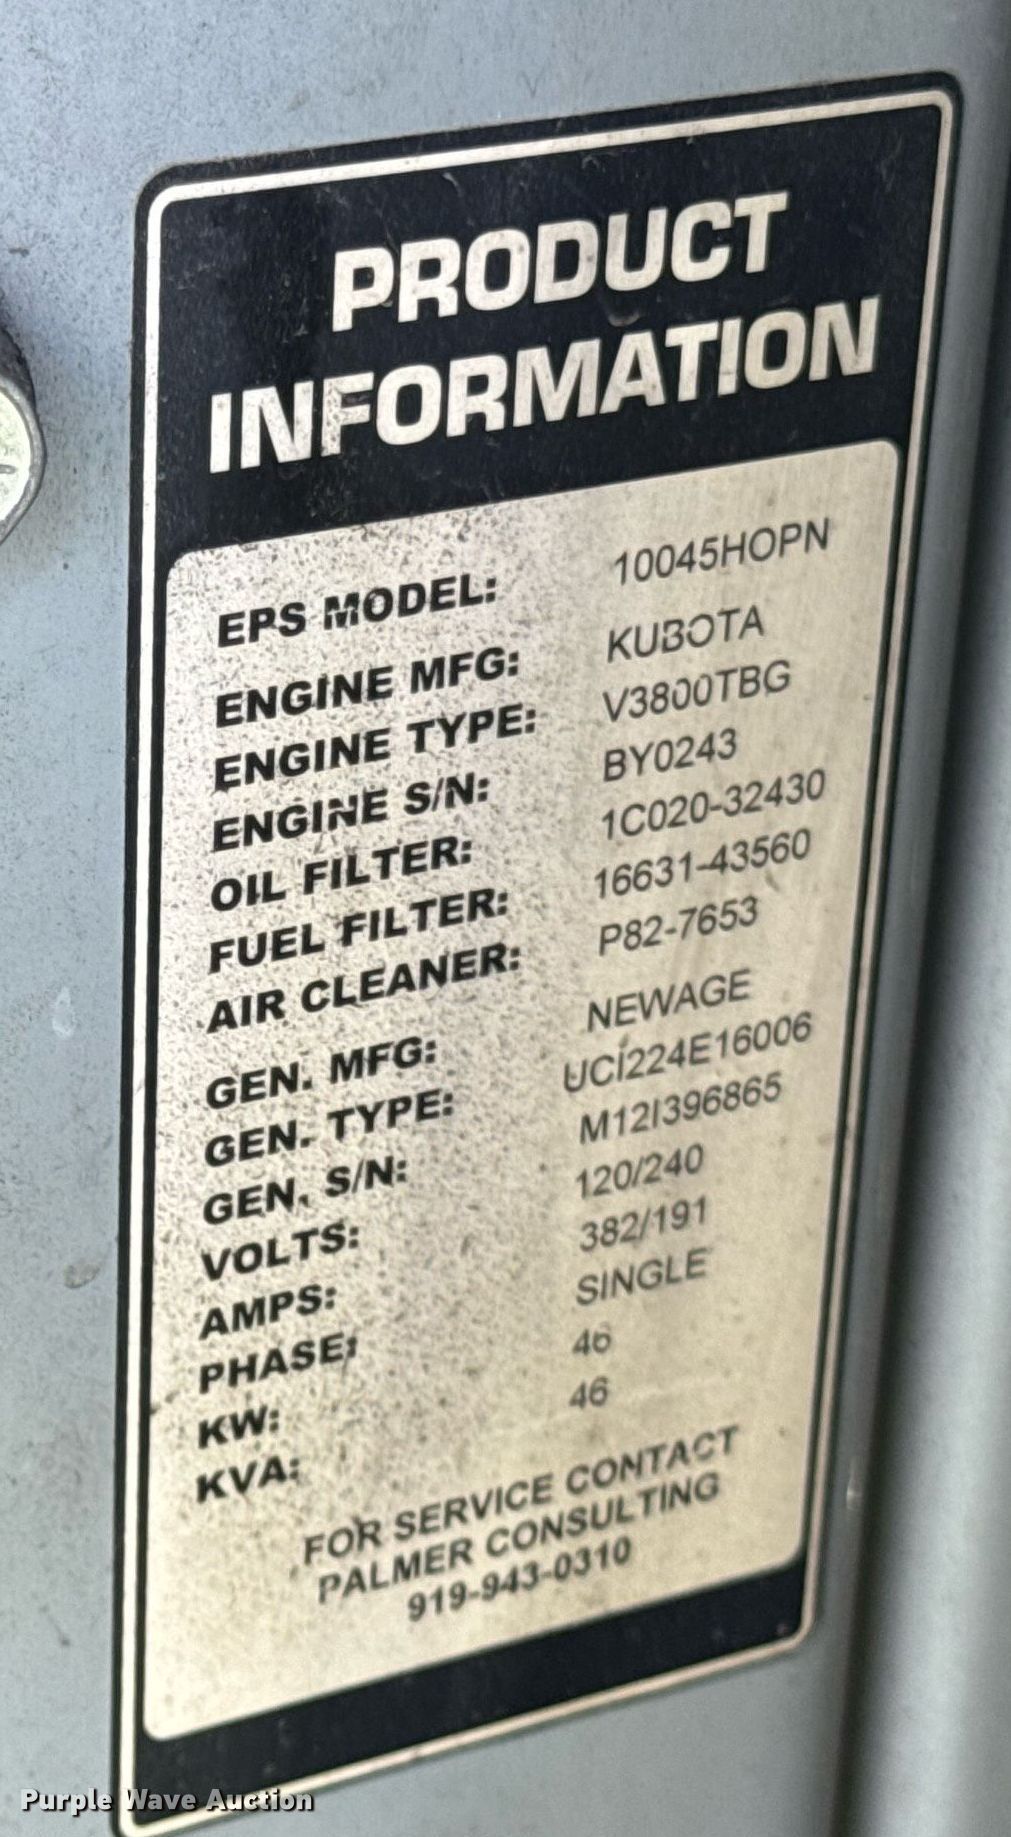 PRODUCT
INFORMATION
EPS MODEL: 10045HOPN
ENGINE MFG: KUBOTA
ENGINE TYPE: V3800TBG
ENGINE S/N: BY0243
OIL FILTER: 1C020-32430
FUEL FILTER: 16631-43560
AIR CLEANER: P82-7653
GEN. MFG: NEWAGE
GEN. TYPE: UCI224E16006
GEN. S/N: M12I396865
VOLTS: 120/240
AMPS: 382/191
PHASE: SINGLE
KW: 46
KVA: 46
FOR SERVICE CONTACT
PALMER CONSULTING
919-943-0310
Purple Wave Auction